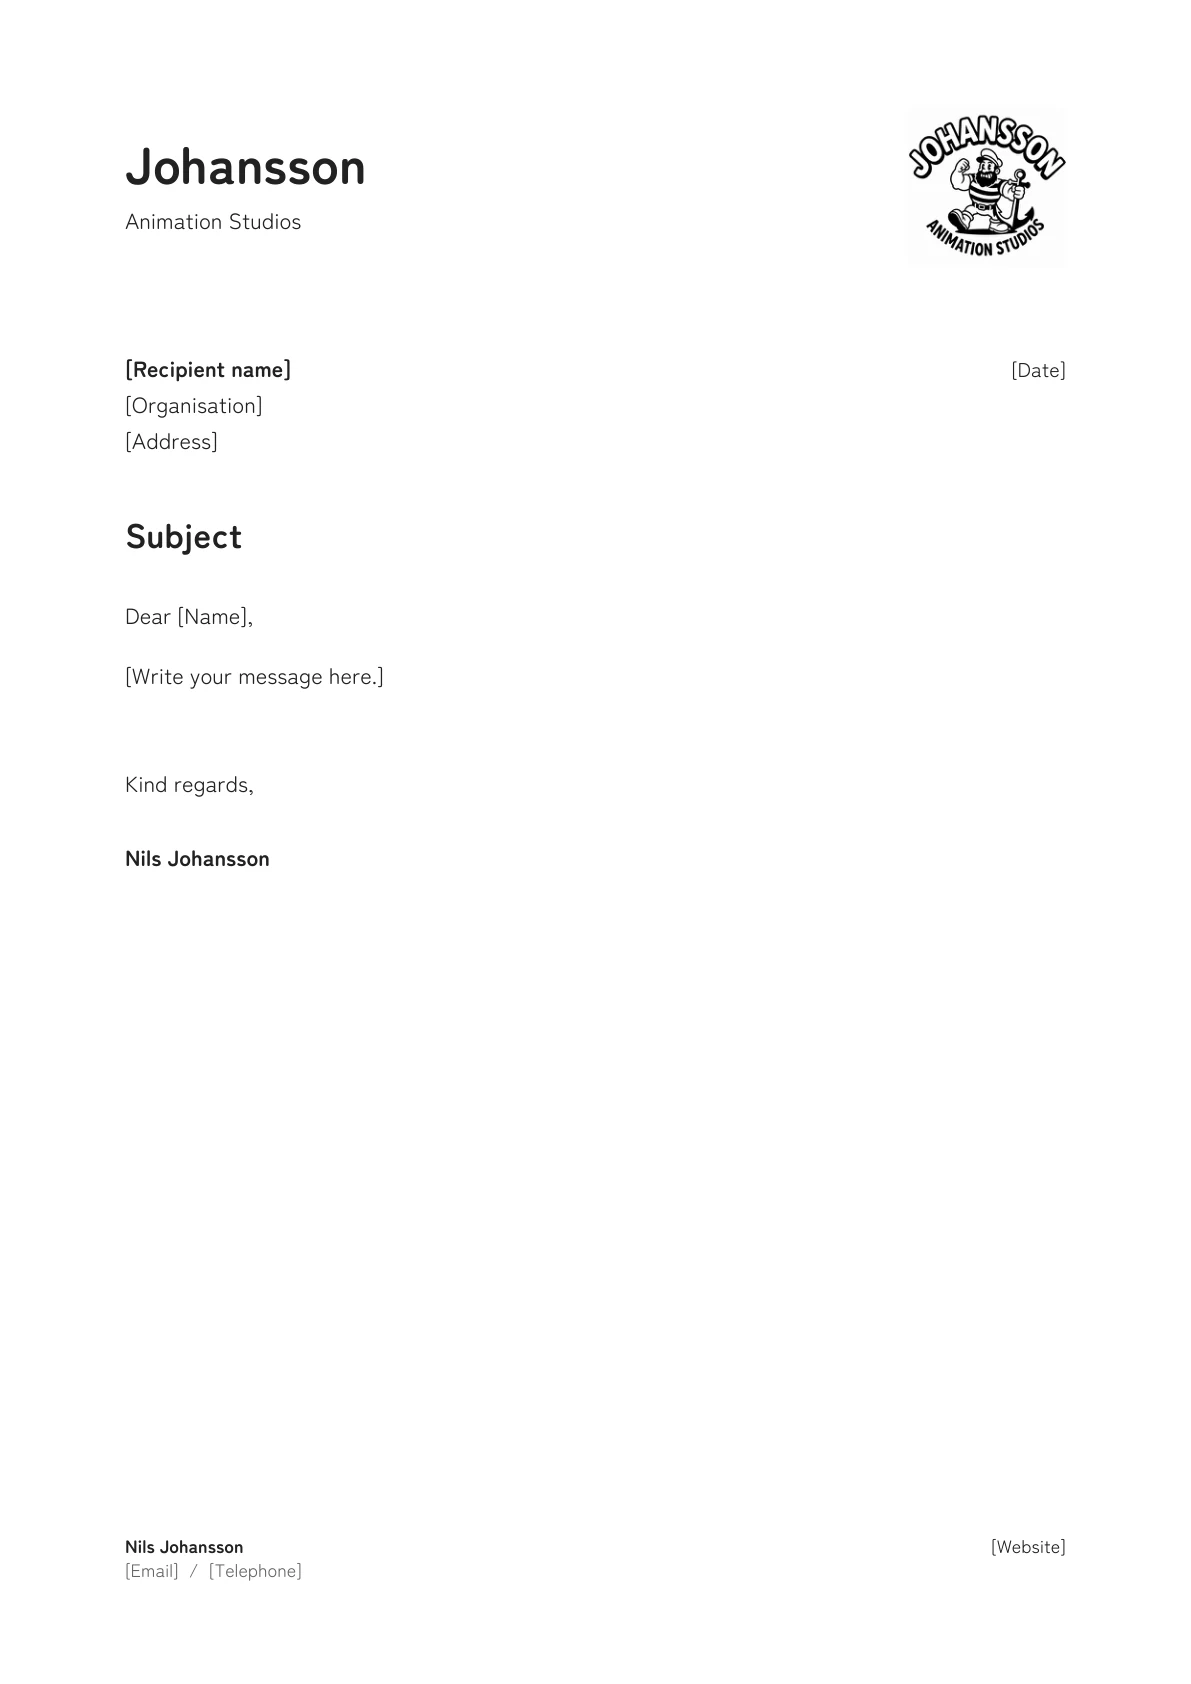 Johansson
Animation Studios
JOHANSSON
ANIMATION STUDIOS
[Recipient name]
[Date]
[Organisation]
[Address]
Subject
Dear [Name],
[Write your message here.]
Kind regards,
Nils Johansson
Nils Johansson
[Website]
[Email] / [Telephone]